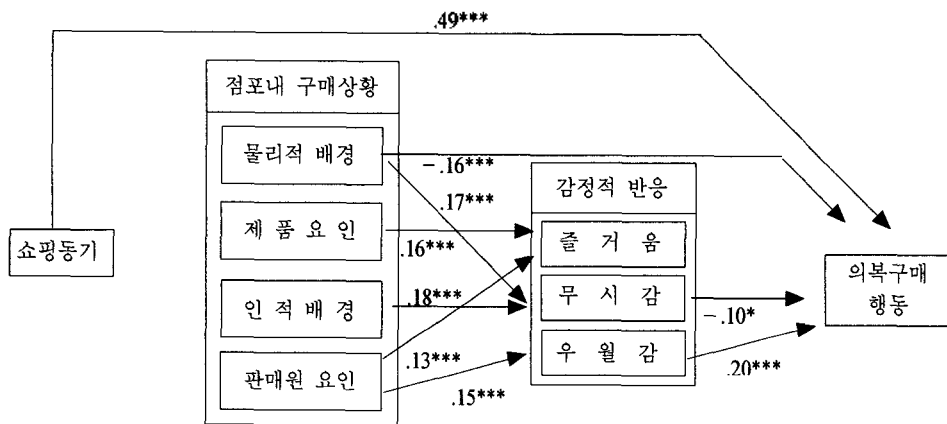 .49***
점포내 구매상황
물리적 배경
-.16***
감정적 반응
.17***
제 품 요 인
즐 거 움
.16***
쇼핑동기
의복구매
행동
인 적 배 경
.18***
무 시 감
-.10*
우 월 감
판매원 요인
.13***
.20***
.15***